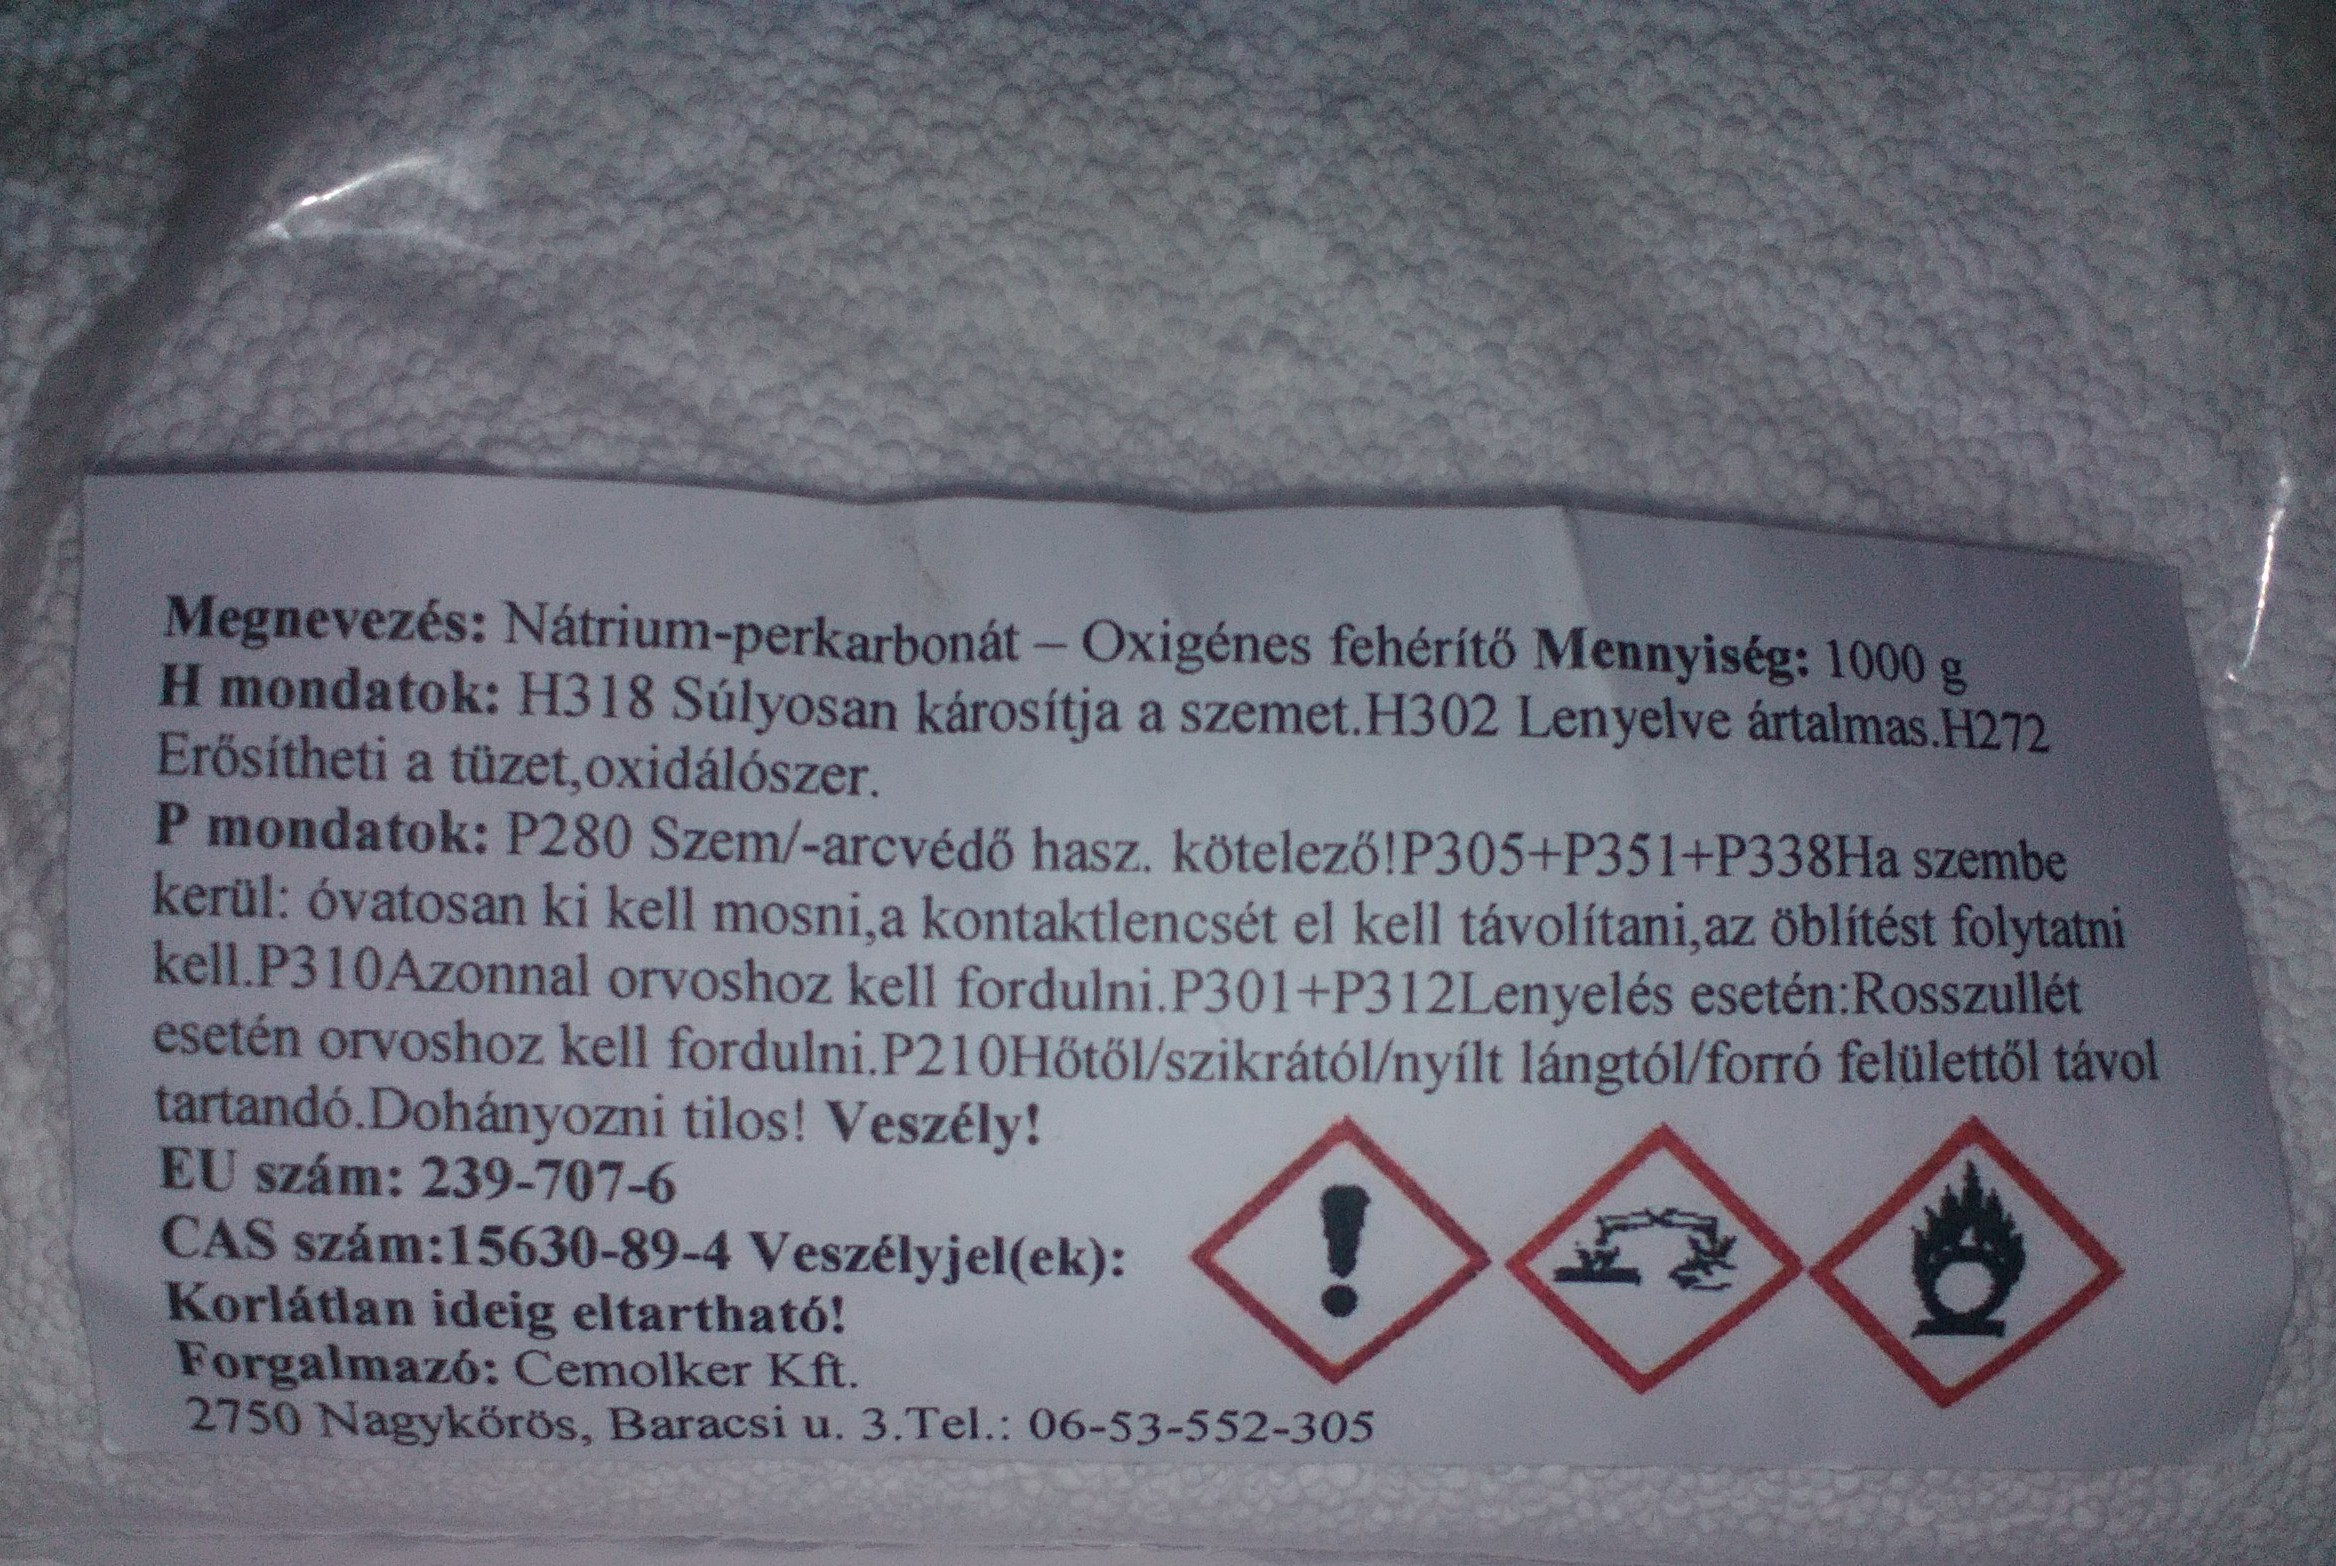 Megnevezés: Nátrium-perkarbonát – Oxigénes fehérítő Mennyiség: 1000 g
H mondatok: H318 Súlyosan károsítja a szemet.H302 Lenyelve ártalmas.H272
Erősítheti a tüzet,oxidálószer.
P mondatok: P280 Szem/-arcvédő hasz. kötelező!P305+P351+P338Ha szembe
kerül: óvatosan ki kell mosni,a kontaktlencsét el kell távolítani,az öblítést folytatni
kell.P310Azonnal orvoshoz kell fordulni.P301+P312Lenyelés esetén:Rosszullét
esetén orvoshoz kell fordulni.P210Hőtől/szikrától/nyílt lángtól/forró felülettől távol
tartandó.Dohányozni tilos! Veszély!
EU szám: 239-707-6
CAS szám:15630-89-4 Veszélyjel(ek):
Korlátlan ideig eltartható!
Forgalmazó: Cemolker Kft.
2750 Nagykőrös, Baracsi u. 3.Tel.: 06-53-552-305